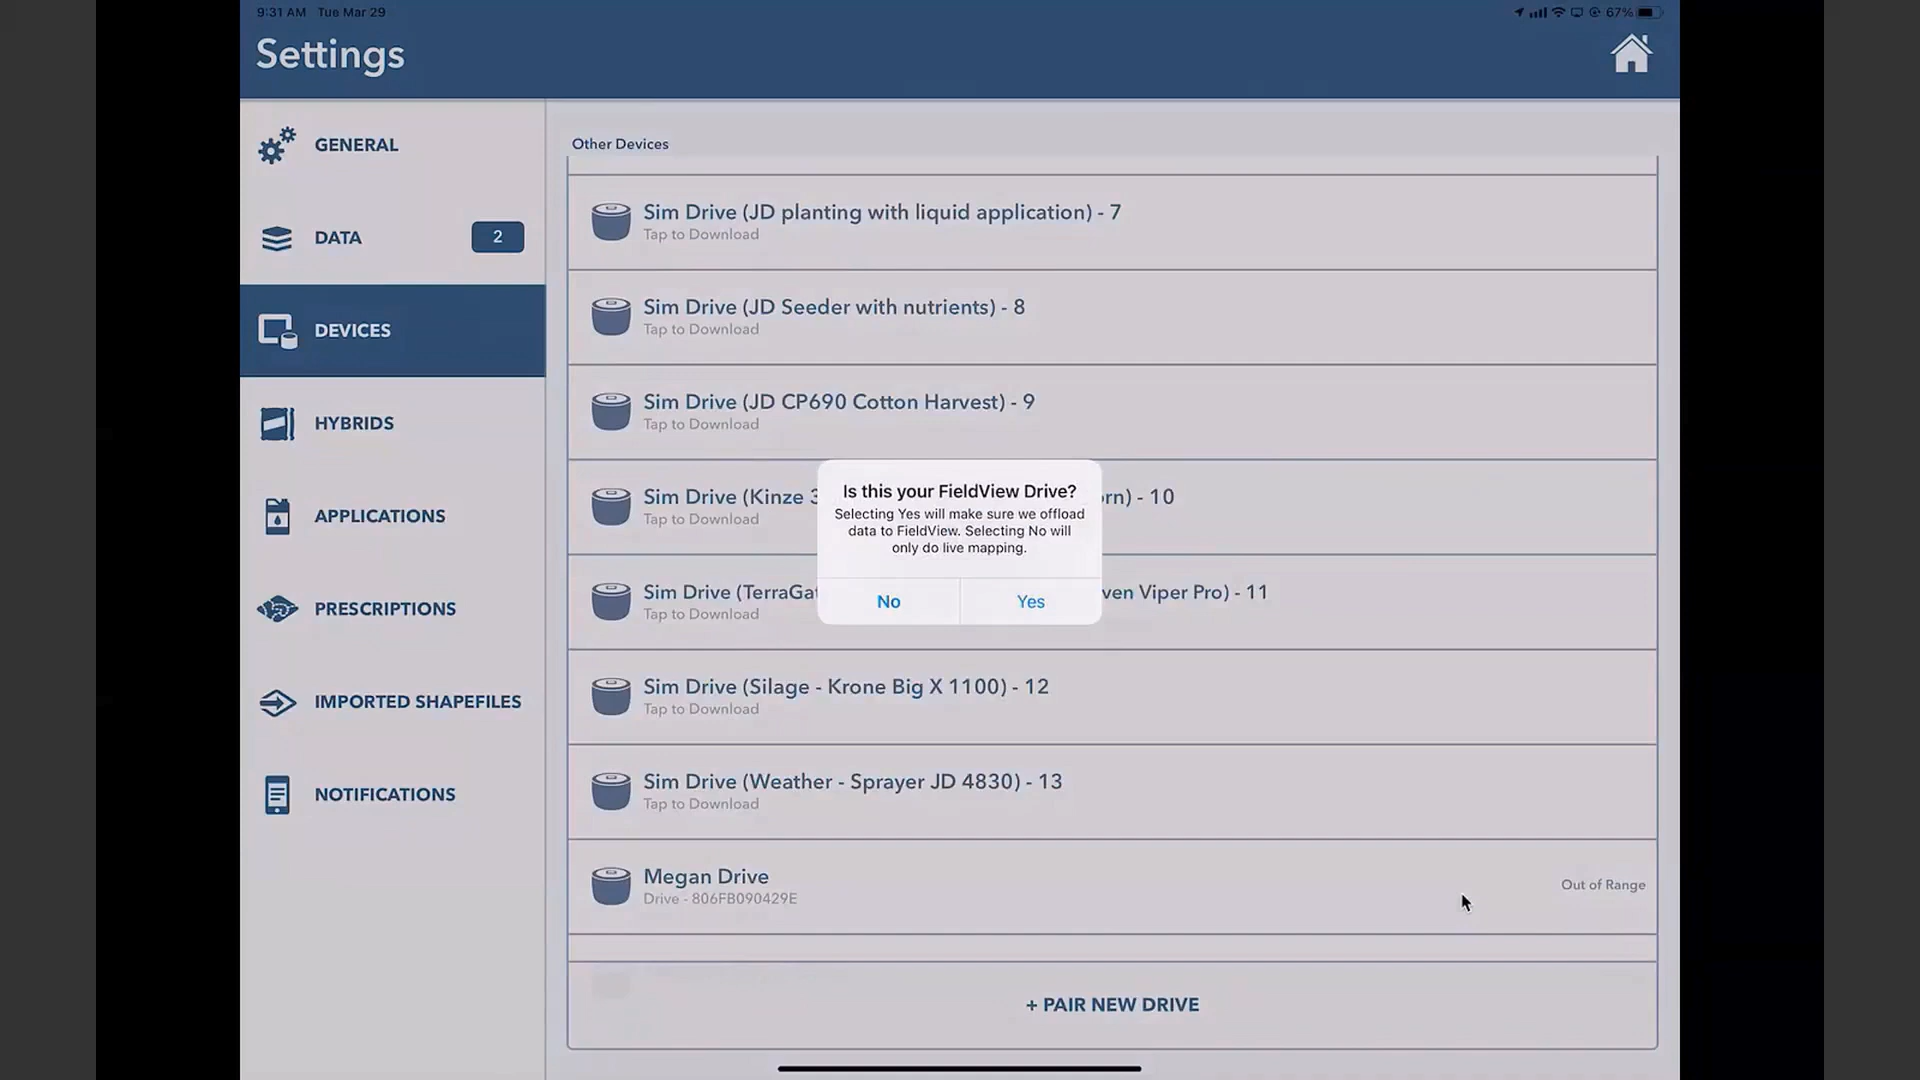 9:31 AM Tue Mar 29
67%
Settings
GENERAL
DATA
2
DEVICES
HYBRIDS
APPLICATIONS
PRESCRIPTIONS
IMPORTED SHAPEFILES
NOTIFICATIONS
Other Devices
Sim Drive (JD planting with liquid application) - 7
Tap to Download
Sim Drive (JD Seeder with nutrients) - 8
Tap to Download
Sim Drive (JD CP690 Cotton Harvest) - 9
Tap to Download
Sim Drive (Kinze 3 rn) - 10
Tap to Download
Sim Drive (TerraGa ven Viper Pro) - 11
Tap to Download
Sim Drive (Silage - Krone Big X 1100) - 12
Tap to Download
Sim Drive (Weather - Sprayer JD 4830) - 13
Tap to Download
Megan Drive
Drive - 806FB090429E
Out of Range
+ PAIR NEW DRIVE
Is this your FieldView Drive?
Selecting Yes will make sure we offload
data to FieldView. Selecting No will
only do live mapping.
No
Yes